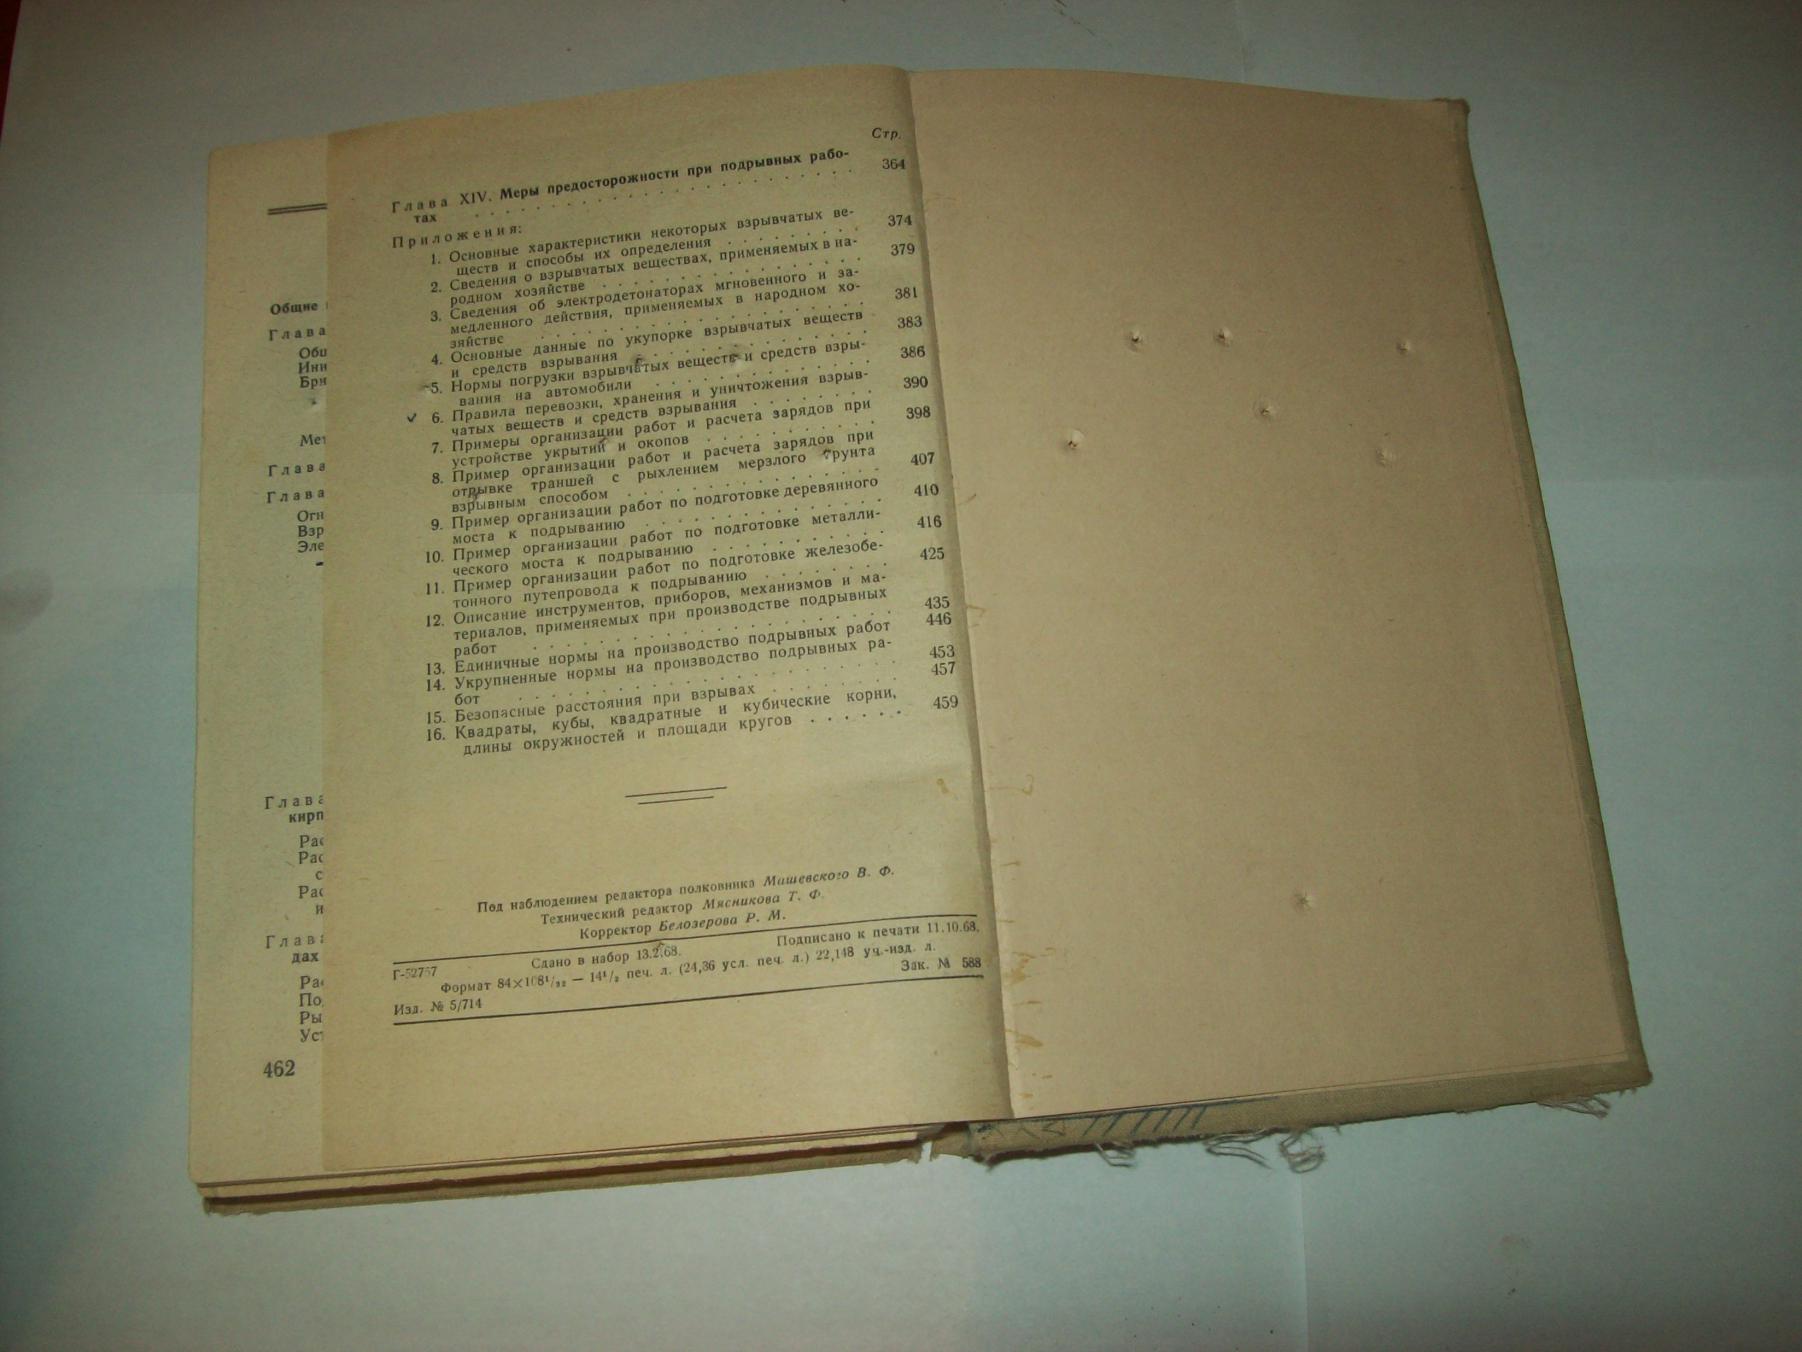 Общие
Глава
Глава
Глава
Глава
кирп
Глава
дах
462
Стр.
Глава XIV. Меры предосторожности при подрывных рабо-
тах . . . . . . . . . . . . . . . . . . . . 364
Приложения:
1. Основные характеристики некоторых взрывчатых ве-
ществ и способы их определения . . . . . . . . . 374
2. Сведения о взрывчатых веществах, применяемых в на-
родном хозяйстве . . . . . . . . . . . . . . 379
3. Сведения об электродетонаторах мгновенного и за-
медленного действия, применяемых в народном хо-
зяйстве . . . . . . . . . . . . . . . . . 381
4. Основные данные по укупорке взрывчатых веществ
и средств взрывания . . . . . . . . . . . . 383
5. Нормы погрузки взрывчатых веществ и средств взры-
вания на автомобили . . . . . . . . . . . . 386
6. Правила перевозки, хранения и уничтожения взрыв-
чатых веществ и средств взрывания . . . . . . . 390
7. Примеры организации работ и расчета зарядов при
устройстве укрытий и окопов . . . . . . . . . 398
8. Пример организации работ и расчета зарядов при
отрывке траншей с рыхлением мерзлого грунта
взрывным способом . . . . . . . . . . . . . 407
9. Пример организации работ по подготовке деревянного
моста к подрыванию . . . . . . . . . . . . 410
10. Пример организации работ по подготовке металли-
ческого моста к подрыванию . . . . . . . . . 416
11. Пример организации работ по подготовке железобе-
тонного путепровода к подрыванию . . . . . . . 425
12. Описание инструментов, приборов, механизмов и ма-
териалов, применяемых при производстве подрывных
работ . . . . . . . . . . . . . . . . . . 435
13. Единичные нормы на производство подрывных работ 446
14. Укрупненные нормы на производство подрывных ра-
бот . . . . . . . . . . . . . . . . . . . 453
15. Безопасные расстояния при взрывах . . . . . . . 457
16. Квадраты, кубы, квадратные и кубические корни,
длины окружностей и площади кругов . . . . . . 459
Под наблюдением редактора полковника Машевского В. Ф.
Технический редактор Мясникова Т. Ф.
Корректор Белозерова Р. М.
Г-52757 Сдано в набор 13.2.68. Подписано к печати 11.10.68.
Формат 84×108¹/₃₂ — 14¹/₂ печ. л. (24,36 усл. печ. л.) 22,148 уч.-изд. л.
Изд. № 5/714 Зак. № 588